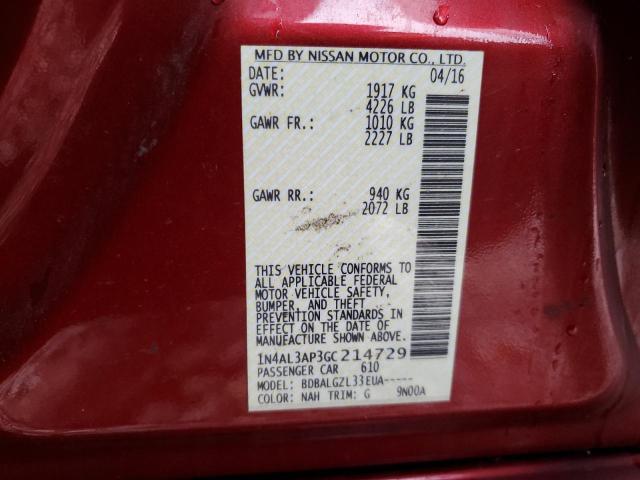 MFD BY NISSAN MOTOR CO., LTD.
DATE: 04/16
GVWR: 1917 KG
4226 LB
GAWR FR.: 1010 KG
2227 LB
GAWR RR.: 940 KG
2072 LB
THIS VEHICLE CONFORMS TO
ALL APPLICABLE FEDERAL
MOTOR VEHICLE SAFETY,
BUMPER, AND THEFT
PREVENTION STANDARDS IN
EFFECT ON THE DATE OF
MANUFACTURE SHOWN ABOVE.
1N4AL3AP3GC214729
PASSENGER CAR 610
MODEL: BDBALGZL33EUA-----
COLOR: NAH TRIM: G 9N00A